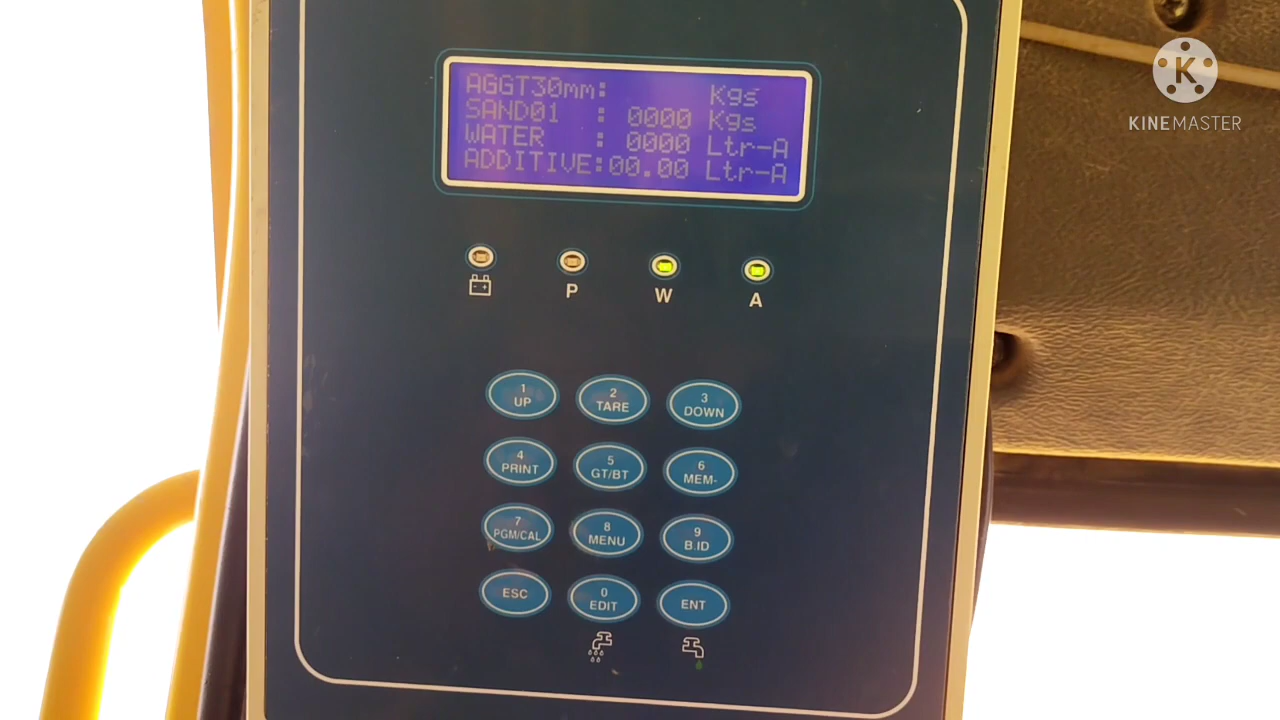 AGGT30mm: Kgs
SAND01 : 0000 Kgs
WATER : 0000 Ltr-A
ADDITIVE:00.00 Ltr-A
K
KINEMASTER
- +
P
W
A
1
UP
2
TARE
3
DOWN
4
PRINT
5
GT/BT
6
MEM-
7
PGM/CAL
8
MENU
9
B.ID
ESC
0
EDIT
ENT